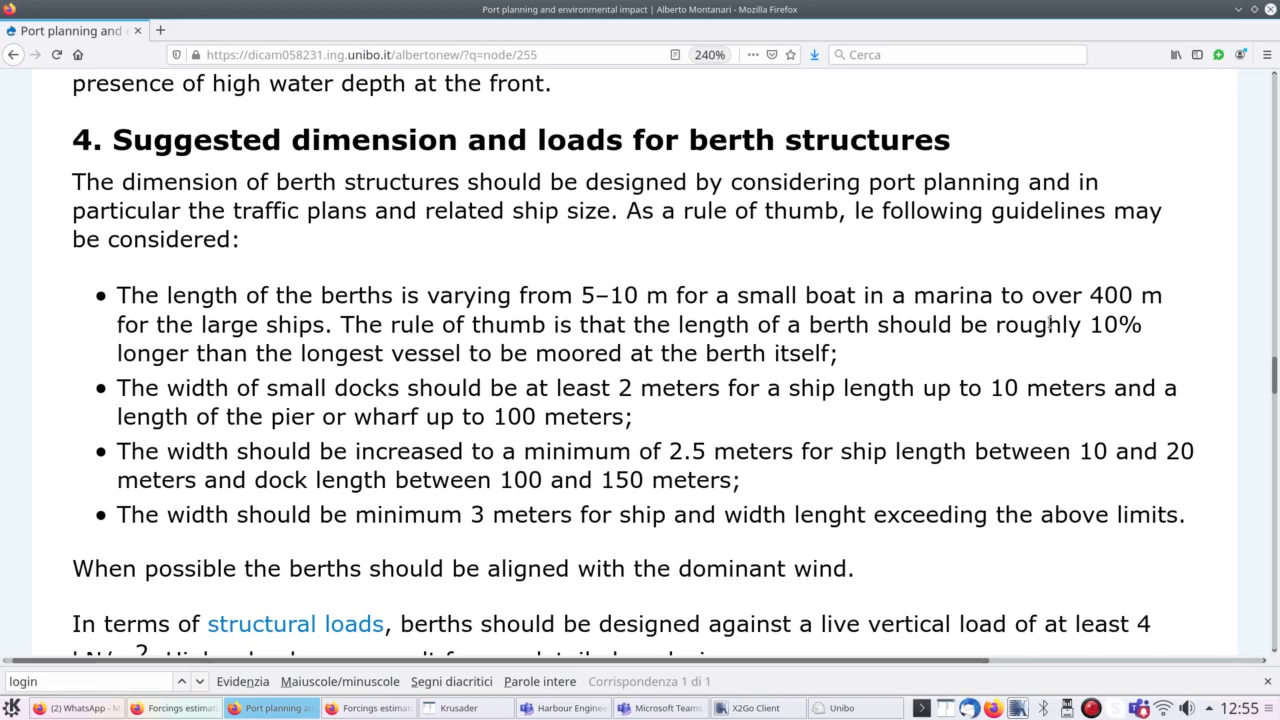 Port planning and environmental impact | Alberto Montanari - Mozilla Firefox
Port planning and e
https://dicam058231.ing.unibo.it/albertonew/?q=node/255
240%
Cerca
presence of high water depth at the front.
4. Suggested dimension and loads for berth structures
The dimension of berth structures should be designed by considering port planning and in
particular the traffic plans and related ship size. As a rule of thumb, le following guidelines may
be considered:
• The length of the berths is varying from 5–10 m for a small boat in a marina to over 400 m
for the large ships. The rule of thumb is that the length of a berth should be roughly 10%
longer than the longest vessel to be moored at the berth itself;
• The width of small docks should be at least 2 meters for a ship length up to 10 meters and a
length of the pier or wharf up to 100 meters;
• The width should be increased to a minimum of 2.5 meters for ship length between 10 and 20
meters and dock length between 100 and 150 meters;
• The width should be minimum 3 meters for ship and width lenght exceeding the above limits.
When possible the berths should be aligned with the dominant wind.
In terms of structural loads, berths should be designed against a live vertical load of at least 4
login
Evidenzia
Maiuscole/minuscole
Segni diacritici
Parole intere
Corrispondenza 1 di 1
(2) WhatsApp - M
Forcings estimat
Port planning an
Forcings estimat
Krusader
Harbour Enginee
Microsoft Teams
X2Go Client
Unibo
12:55